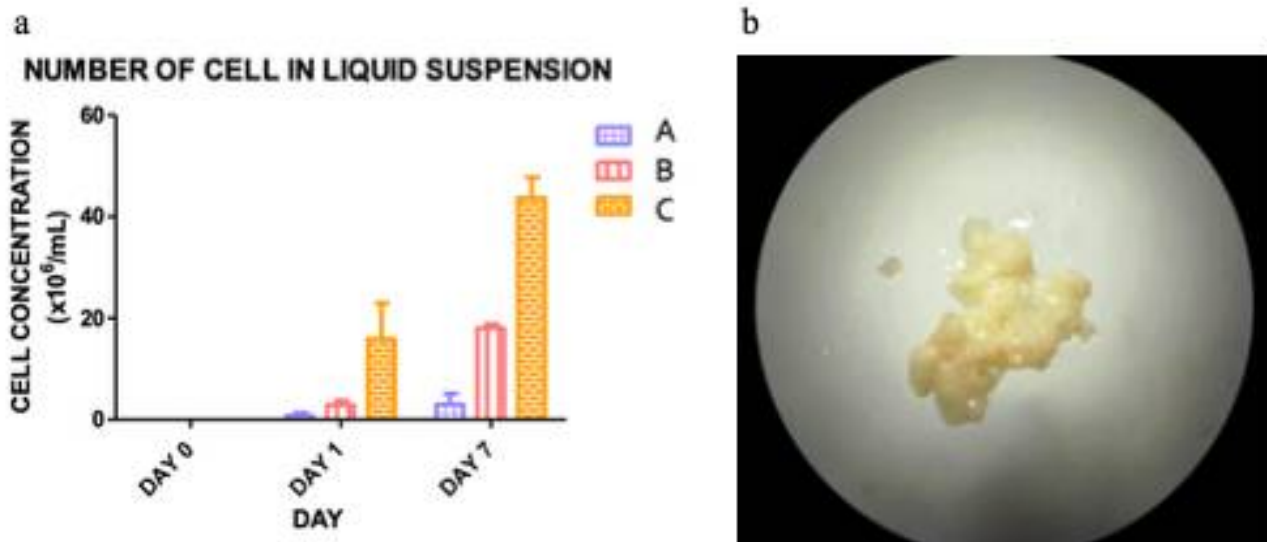 a
NUMBER OF CELL IN LIQUID SUSPENSION
CELL CONCENTRATION
(x10⁶/mL)
60
40
20
0
DAY 0
DAY 1
DAY 7
DAY
A
B
C
b